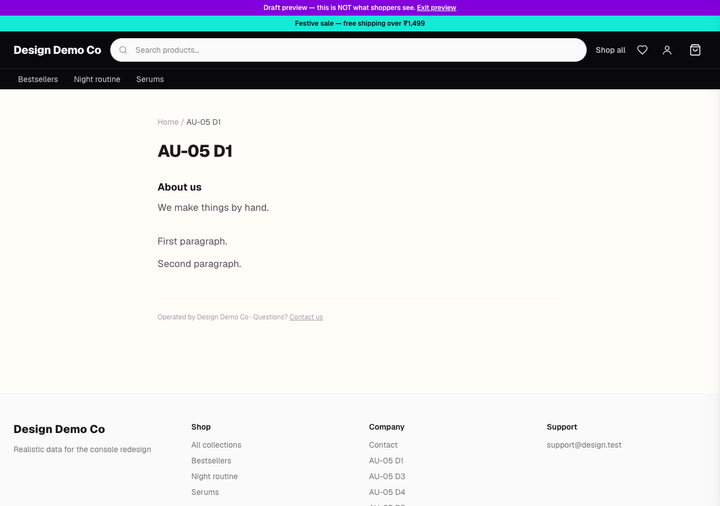 Draft preview — this is NOT what shoppers see. Exit preview
Festive sale — free shipping over ₹1,499
Design Demo Co
Search products...
Shop all
Bestsellers
Night routine
Serums
Home / AU-05 D1
AU-05 D1
About us
We make things by hand.
First paragraph.
Second paragraph.
Operated by Design Demo Co · Questions? Contact us
Design Demo Co
Realistic data for the console redesign
Shop
All collections
Bestsellers
Night routine
Serums
Company
Contact
AU-05 D1
AU-05 D3
AU-05 D4
Support
support@design.test